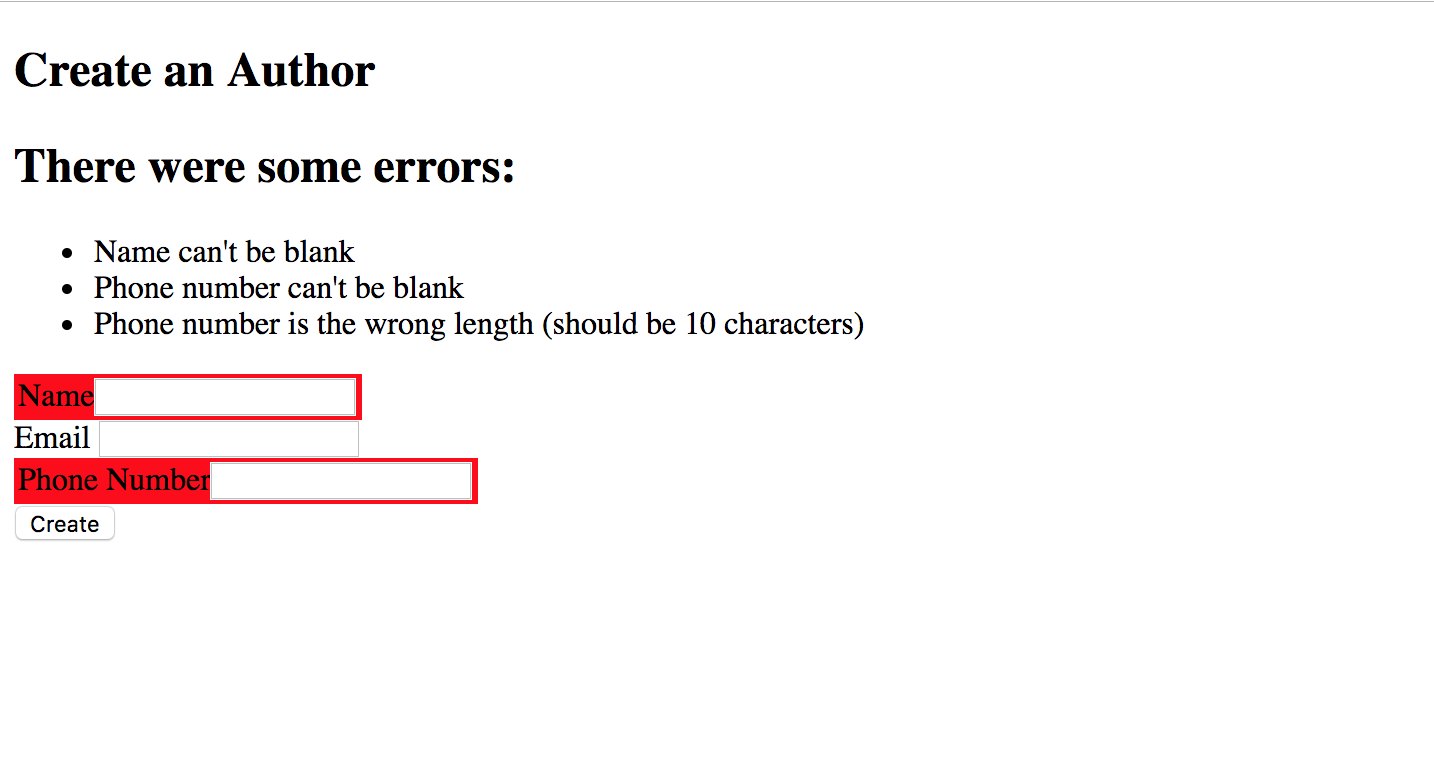 Create an Author
There were some errors:
Name can't be blank
Phone number can't be blank
Phone number is the wrong length (should be 10 characters)
Name
Email
Phone Number
Create